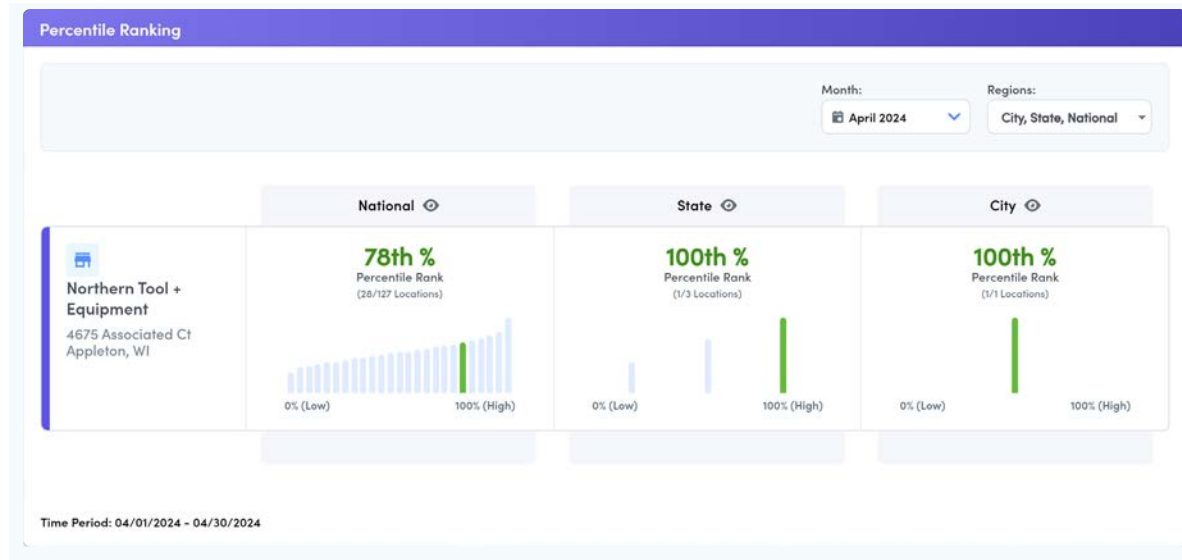 Percentile Ranking
Month:
Regions:
April 2024
City, State, National
National
State
City
Northern Tool +
Equipment
4675 Associated Ct
Appleton, WI
78th %
Percentile Rank
(28/127 Locations)
0% (Low)
100% (High)
100th %
Percentile Rank
(1/3 Locations)
0% (Low)
100% (High)
100th %
Percentile Rank
(1/1 Locations)
0% (Low)
100% (High)
Time Period: 04/01/2024 - 04/30/2024